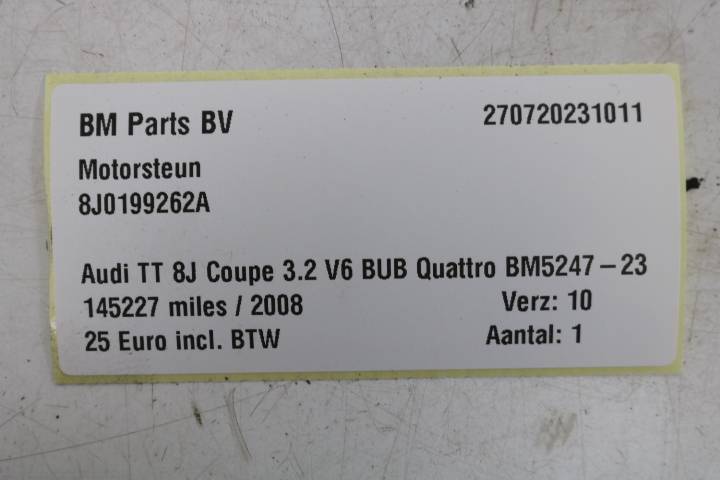 BM Parts BV 270720231011
Motorsteun
8J0199262A
Audi TT 8J Coupe 3.2 V6 BUB Quattro BM5247-23
145227 miles / 2008 Verz: 10
25 Euro incl. BTW Aantal: 1